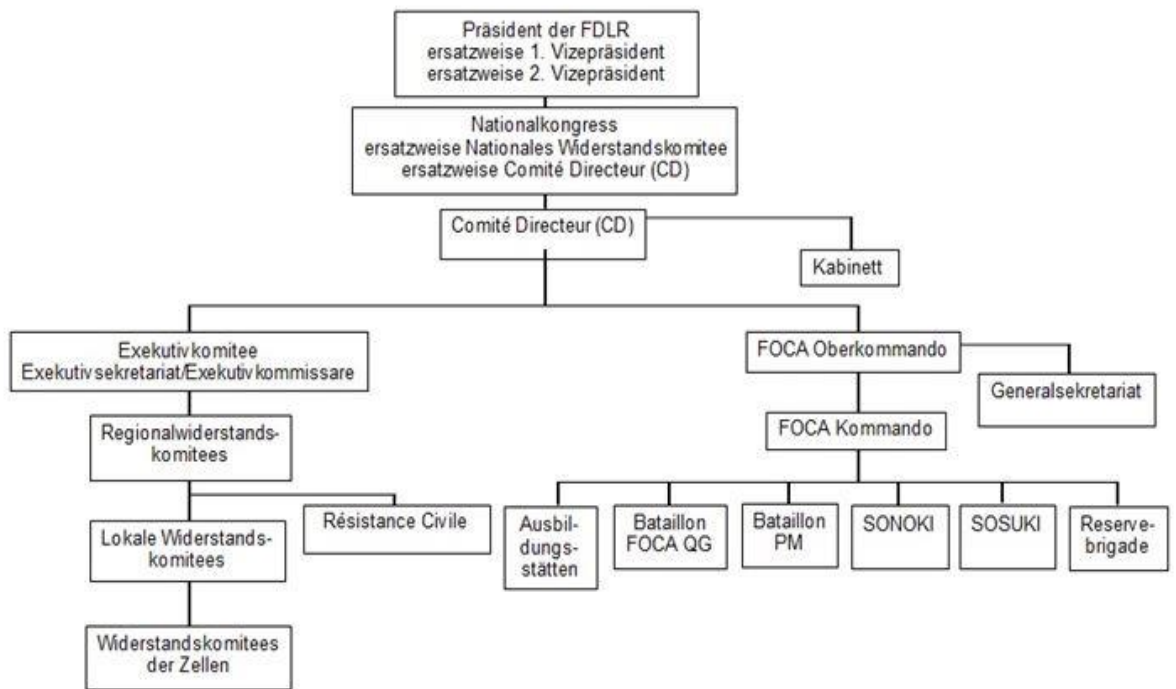 Präsident der FDLR
ersatzweise 1. Vizepräsident
ersatzweise 2. Vizepräsident
Nationalkongress
ersatzweise Nationales Widerstandskomitee
ersatzweise Comité Directeur (CD)
Comité Directeur (CD)
Kabinett
Exekutivkomitee
Exekutivsekretariat/Exekutivkommissare
FOCA Oberkommando
Generalsekretariat
Regionalwiderstands-
komitees
FOCA Kommando
Lokale Widerstands-
komitees
Résistance Civile
Ausbil-
dungs-
stätten
Bataillon
FOCA QG
Bataillon
PM
SONOKI
SOSUKI
Reserve-
brigade
Widerstandskomitees
der Zellen